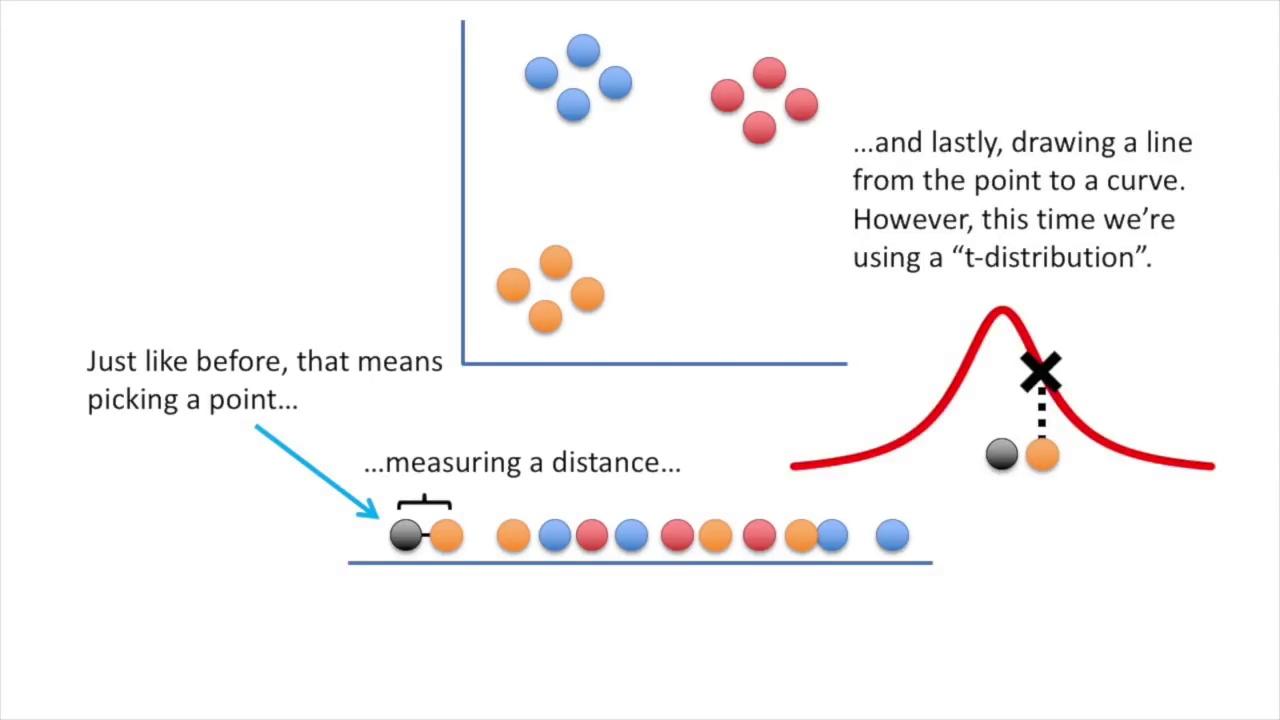 Just like before, that means
picking a point…
…measuring a distance…
…and lastly, drawing a line
from the point to a curve.
However, this time we’re
using a “t-distribution”.